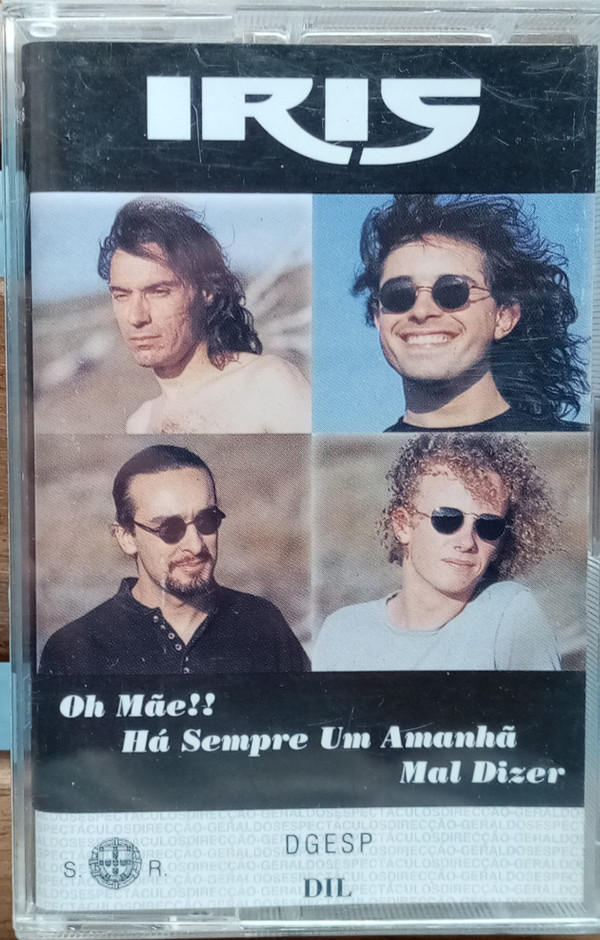 IRIS
Oh Mãe!!
Há Sempre Um Amanhã
Mal Dizer
DGESP
S. R.
DIL